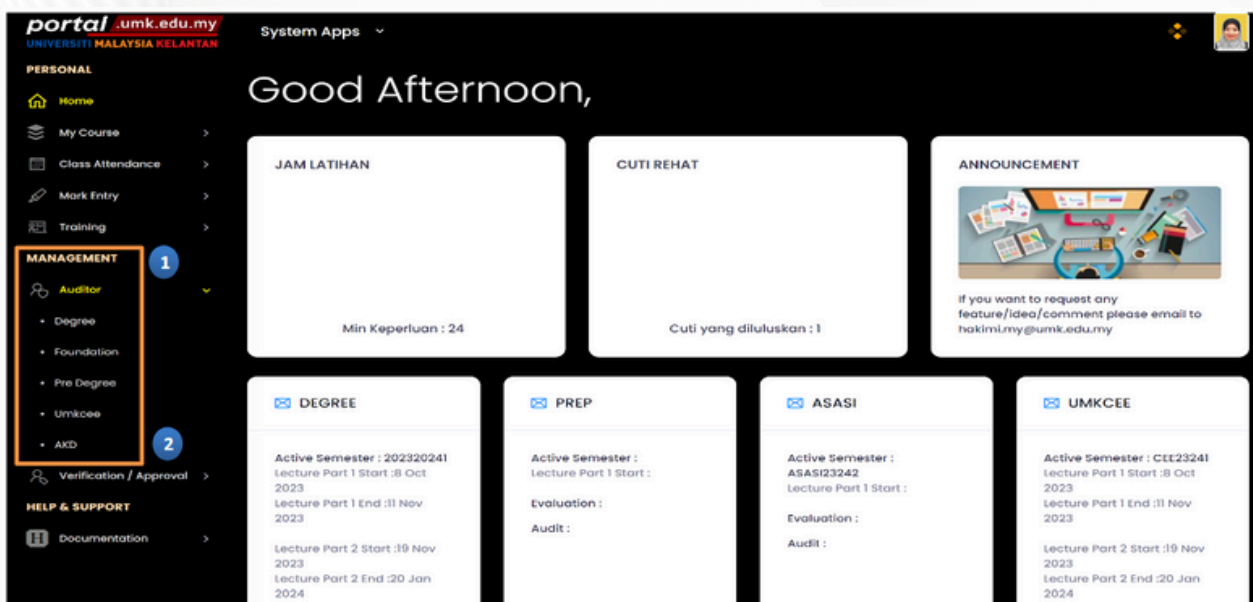 portal .umk.edu.my
UNIVERSITI MALAYSIA KELANTAN
System Apps
PERSONAL
Home
My Course
Class Attendance
Mark Entry
Training
MANAGEMENT
1
Auditor
Degree
Foundation
Pre Degree
Umkcee
AKD
2
Verification / Approval
HELP & SUPPORT
H
Documentation
Good Afternoon,
JAM LATIHAN
Min Keperluan : 24
CUTI REHAT
Cuti yang diluluskan : 1
ANNOUNCEMENT
If you want to request any
feature/idea/comment please email to
hakimi.my@umk.edu.my
DEGREE
Active Semester : 202320241
Lecture Part 1 Start :8 Oct
2023
Lecture Part 1 End :11 Nov
2023
Lecture Part 2 Start :19 Nov
2023
Lecture Part 2 End :20 Jan
2024
PREP
Active Semester :
Lecture Part 1 Start :
Evaluation :
Audit :
ASASI
Active Semester :
ASASI23242
Lecture Part 1 Start :
Evaluation :
Audit :
UMKCEE
Active Semester : CEE23241
Lecture Part 1 Start :8 Oct
2023
Lecture Part 1 End :11 Nov
2023
Lecture Part 2 Start :19 Nov
2023
Lecture Part 2 End :20 Jan
2024